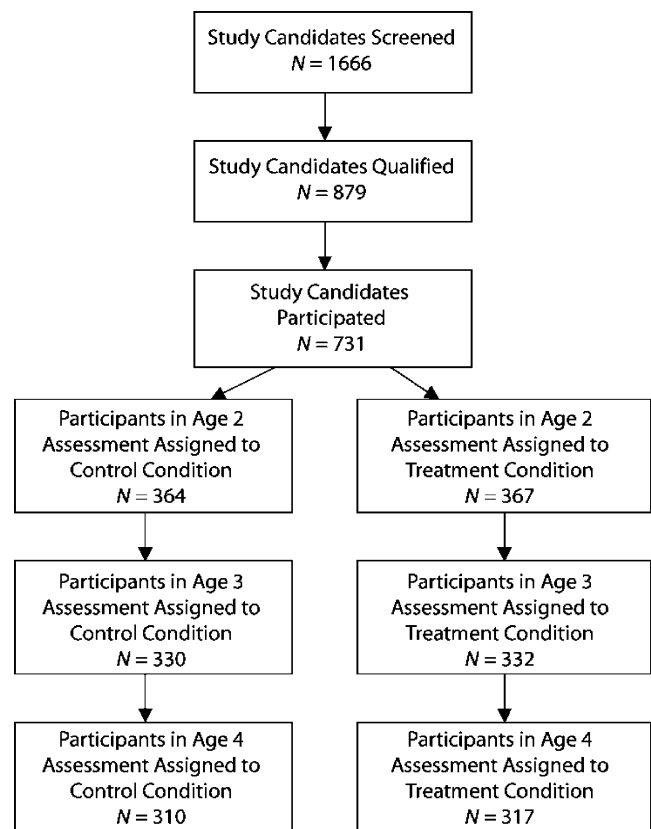 Study Candidates Screened
N = 1666
Study Candidates Qualified
N = 879
Study Candidates
Participated
N = 731
Participants in Age 2
Assessment Assigned to
Control Condition
N = 364
Participants in Age 2
Assessment Assigned to
Treatment Condition
N = 367
Participants in Age 3
Assessment Assigned to
Control Condition
N = 330
Participants in Age 3
Assessment Assigned to
Treatment Condition
N = 332
Participants in Age 4
Assessment Assigned to
Control Condition
N = 310
Participants in Age 4
Assessment Assigned to
Treatment Condition
N = 317